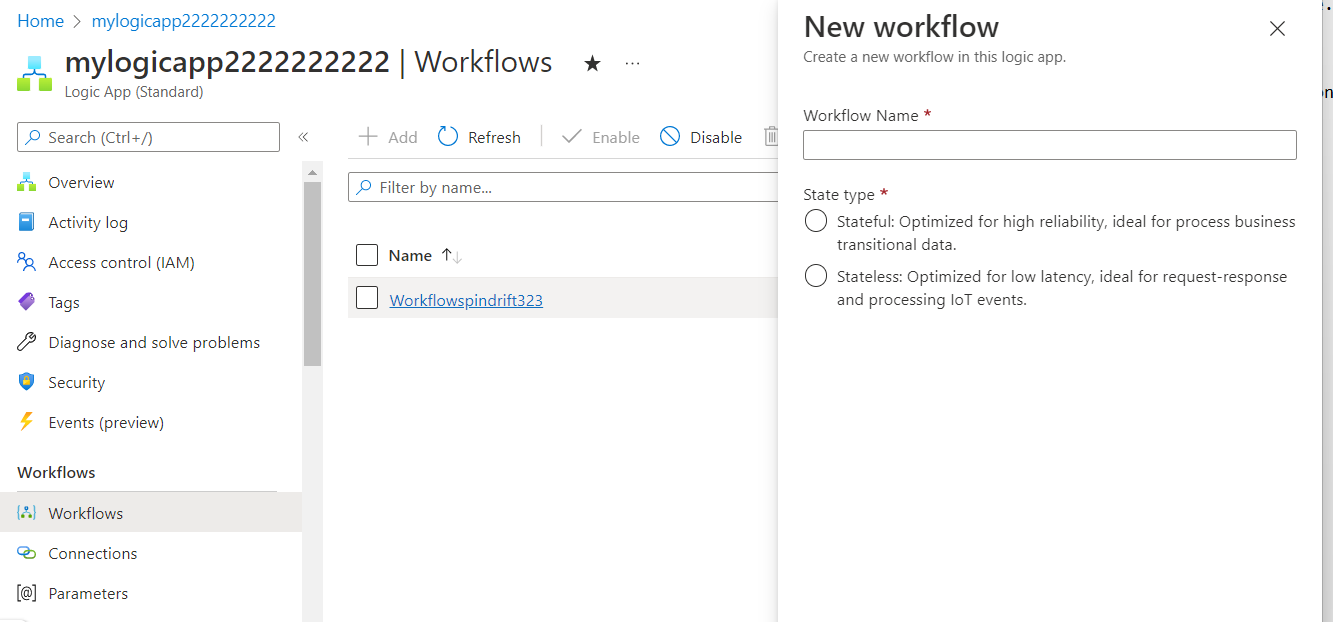 Home > mylogicapp2222222222
mylogicapp2222222222 | Workflows ★ ...
Logic App (Standard)
Search (Ctrl+/) «
Overview
Activity log
Access control (IAM)
Tags
Diagnose and solve problems
Security
Events (preview)
Workflows
Workflows
Connections
[@] Parameters
+ Add Refresh | Enable Disable
Filter by name...
Name ↑↓
Workflowspindrift323
New workflow
Create a new workflow in this logic app.
Workflow Name *
State type *
Stateful: Optimized for high reliability, ideal for process business
transitional data.
Stateless: Optimized for low latency, ideal for request-response
and processing IoT events.